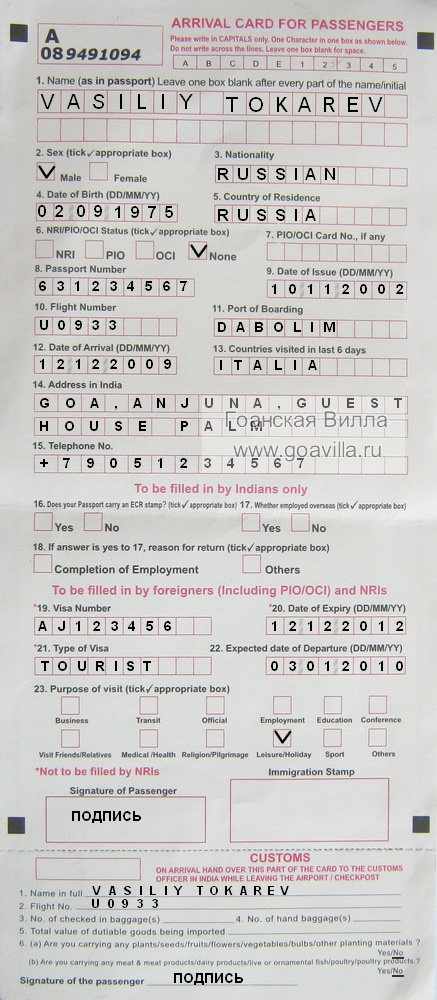 ARRIVAL CARD FOR PASSENGERS
A
089491094
Please write in CAPITALS only. One Character in one box as shown below.
Do not write across the lines. Leave one box blank for space.
A B C D E 1 2 3 4 5
1. Name (as in passport) Leave one box blank after every part of the name/initial
VASILIY TOKAREV
2. Sex (tick✓appropriate box) 3. Nationality
Male Female RUSSIAN
4. Date of Birth (DD/MM/YY) 5. Country of Residence
02091975 RUSSIA
6. NRI/PIO/OCI Status (tick✓appropriate box) 7. PIO/OCI Card No., if any
NRI PIO OCI None
8. Passport Number 9. Date of Issue (DD/MM/YY)
631234567 10112002
10. Flight Number 11. Port of Boarding
U0933 DABOLIM
12. Date of Arrival (DD/MM/YY) 13. Countries visited in last 6 days
12122009 ITALIA
14. Address in India
GOA,ANJUNA,GUEST
HOUSE PALM
Гоанская Вилла
15. Telephone No.
www.goavilla.ru
+79051234567
To be filled in by Indians only
16. Does your Passport carry an ECR stamp? (tick✓appropriate box) 17. Whether employed overseas (tick✓appropriate box)
Yes No Yes No
18. If answer is yes to 17, reason for return (tick✓appropriate box)
Completion of Employment Others
To be filled in by foreigners (Including PIO/OCI) and NRIs
*19. Visa Number *20. Date of Expiry (DD/MM/YY)
AJ123456 12122012
*21. Type of Visa 22. Expected date of Departure (DD/MM/YY)
TOURIST 03012010
23. Purpose of visit (tick✓appropriate box)
Business Transit Official Employment Education Conference
Visit Friends/Relatives Medical /Health Religion/Pilgrimage Leisure/Holiday Sport Others
*Not to be filled by NRIs Immigration Stamp
Signature of Passenger
подпись
CUSTOMS
ON ARRIVAL HAND OVER THIS PART OF THE CARD TO THE CUSTOMS
OFFICER IN INDIA WHILE LEAVING THE AIRPORT / CHECKPOST
1. Name in full VASILIY TOKAREV
2. Flight No. U0933
3. No. of checked in baggage(s) 4. No. of hand baggage(s)
5. Total value of dutiable goods being imported
6. (a) Are you carrying any plants/seeds/fruits/flowers/vegetables/bulbs/other planting materials ?
Yes/No
(b) Are you carrying any meat & meat products/dairy products/live or ornamental fish/poultry/poultry products ?
Yes/No
Signature of the passenger подпись